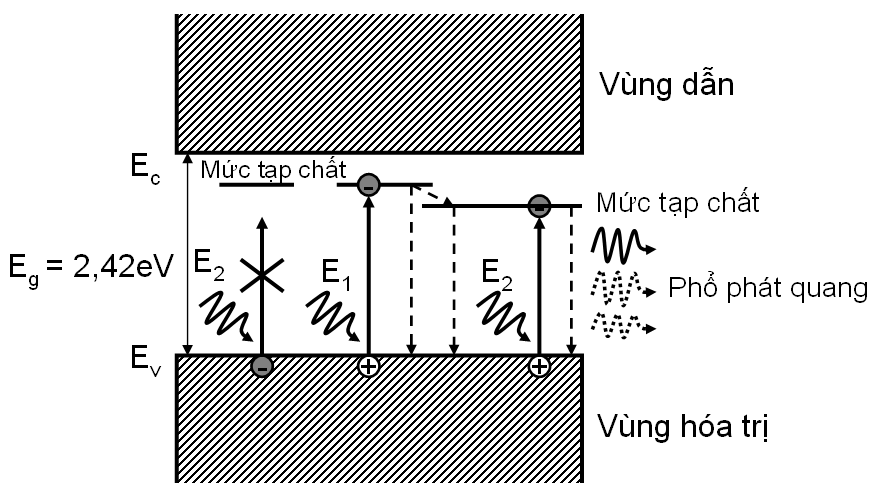 Vùng dẫn
E_c
Mức tạp chất
Mức tạp chất
E_g = 2,42eV
E_2
E_1
E_2
Phổ phát quang
E_v
- - -
+ +
Vùng hóa trị